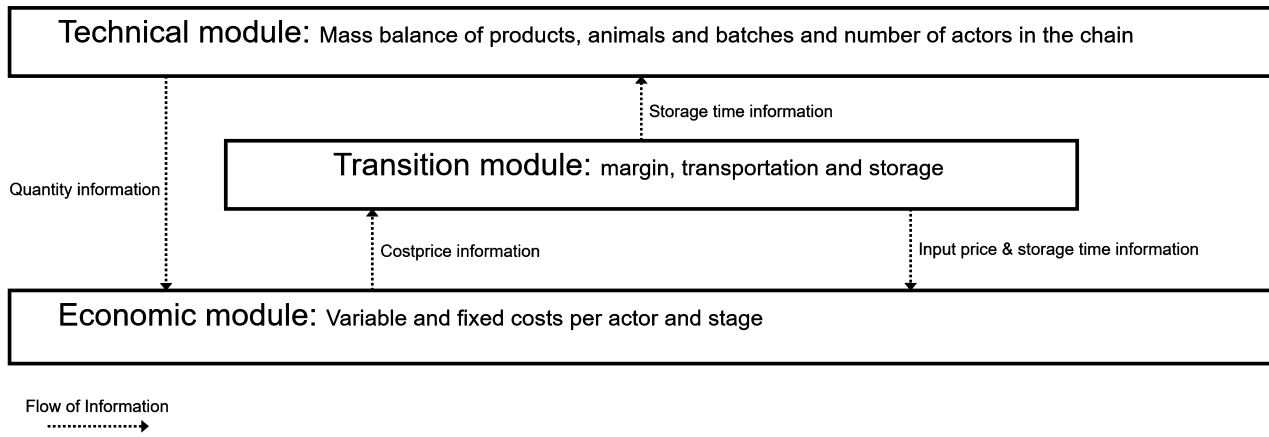 Technical module: Mass balance of products, animals and batches and number of actors in the chain
Storage time information
Transition module: margin, transportation and storage
Quantity information
Costprice information
Input price & storage time information
Economic module: Variable and fixed costs per actor and stage
Flow of Information